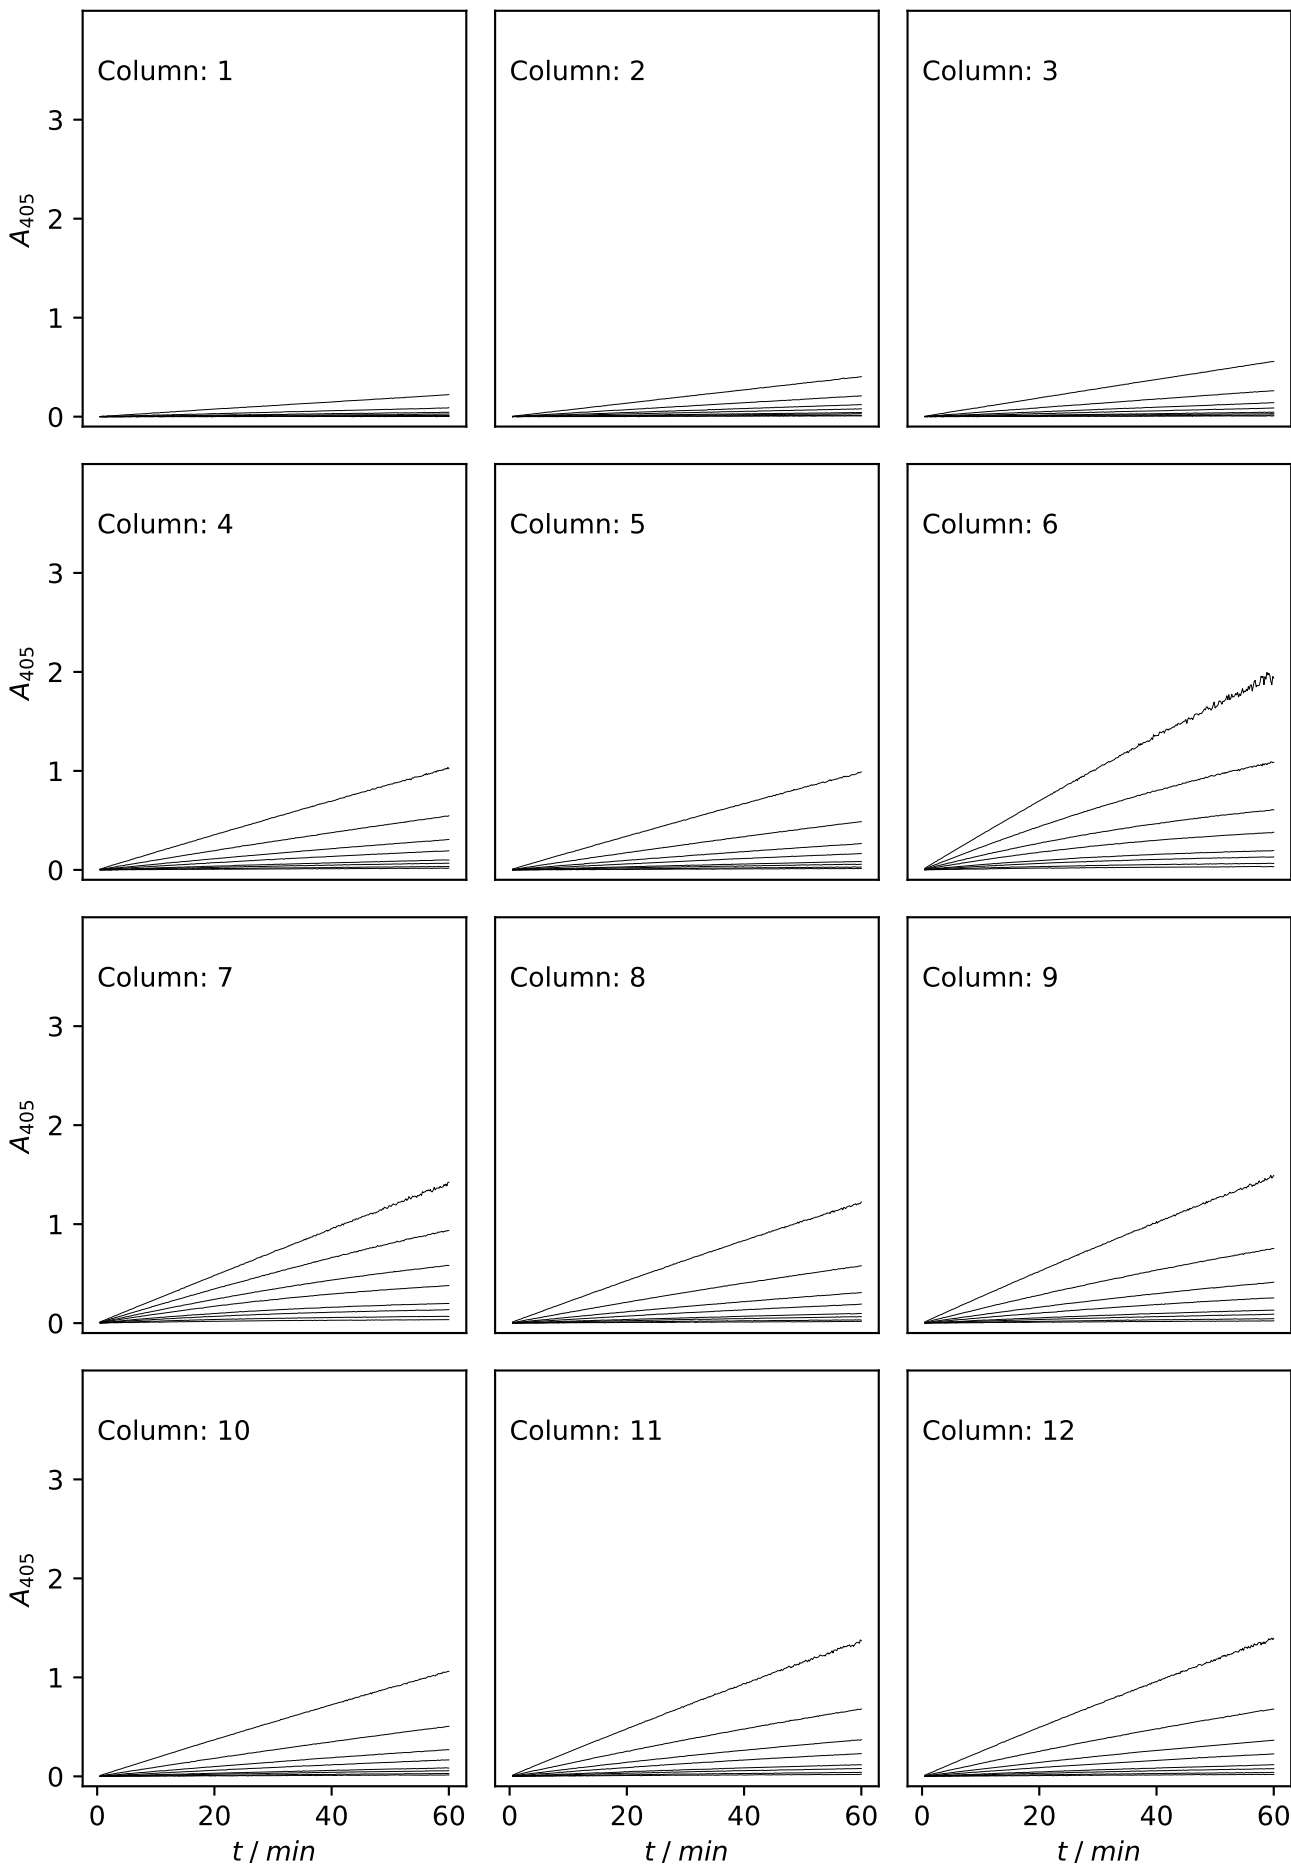 Column: 1
Column: 2
Column: 3
3
2
1
0
A405
Column: 4
Column: 5
Column: 6
3
2
1
0
A405
Column: 7
Column: 8
Column: 9
3
2
1
0
A405
Column: 10
Column: 11
Column: 12
3
2
1
0
A405
0 20 40 60 0 20 40 60 0 20 40 60
t / min t / min t / min